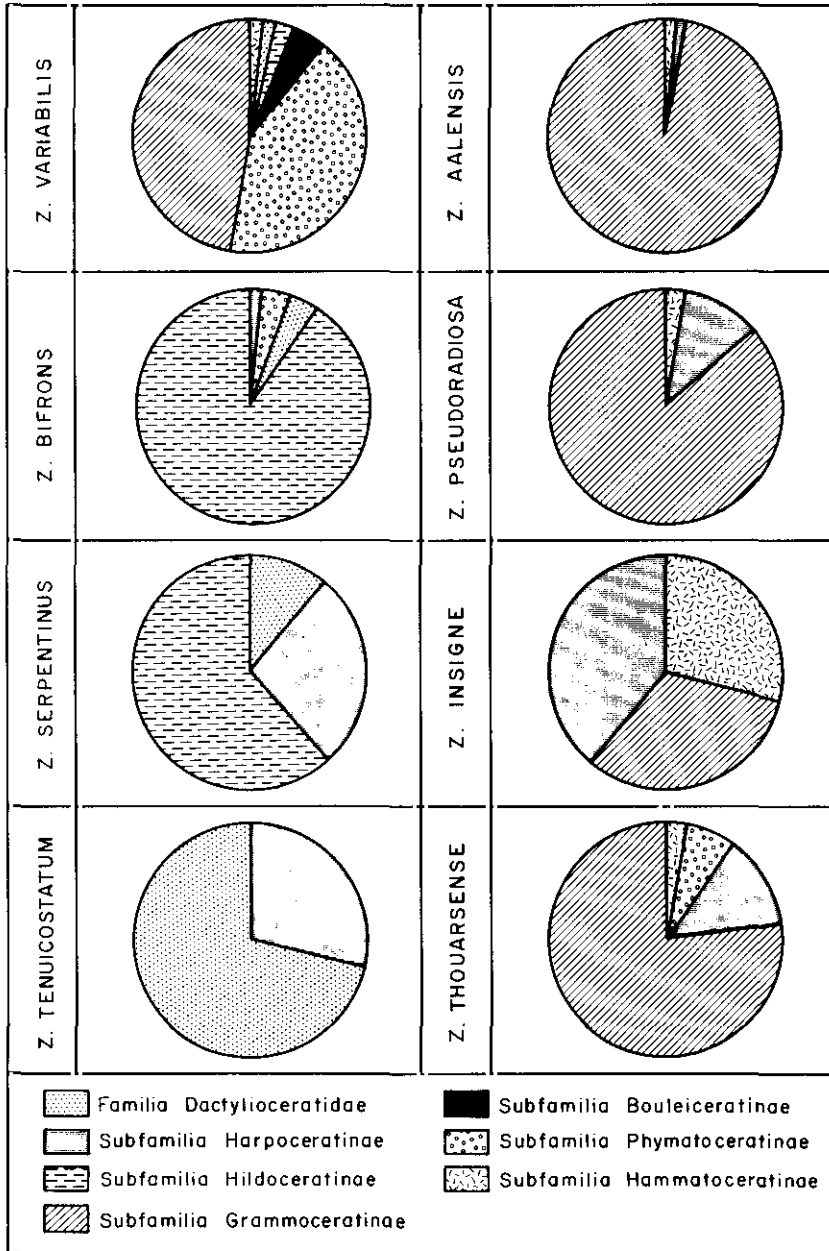 Z. VARIABILIS
Z. AALENSIS
Z. BIFRONS
Z. PSEUDORADIOSA
Z. SERPENTINUS
Z. INSIGNE
Z. TENUICOSTATUM
Z. THOUARSENSE
Familia Dactylioceratidae
Subfamilia Harpoceratinae
Subfamilia Hildoceratinae
Subfamilia Grammoceratinae
Subfamilia Bouleiceratinae
Subfamilia Phymatoceratinae
Subfamilia Hammatoceratinae